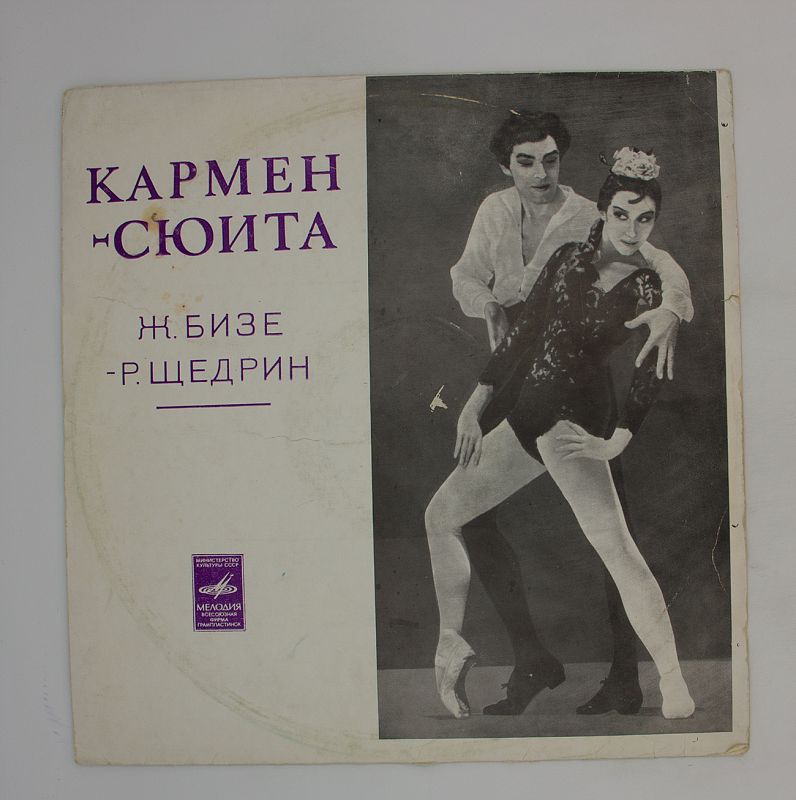 КАРМЕН
-СЮИТА
Ж. БИЗЕ
-Р. ЩЕДРИН
МИНИСТЕРСТВО
КУЛЬТУРЫ СССР
МЕЛОДИЯ
ВСЕСОЮЗНАЯ
ФИРМА
ГРАМПЛАСТИНОК